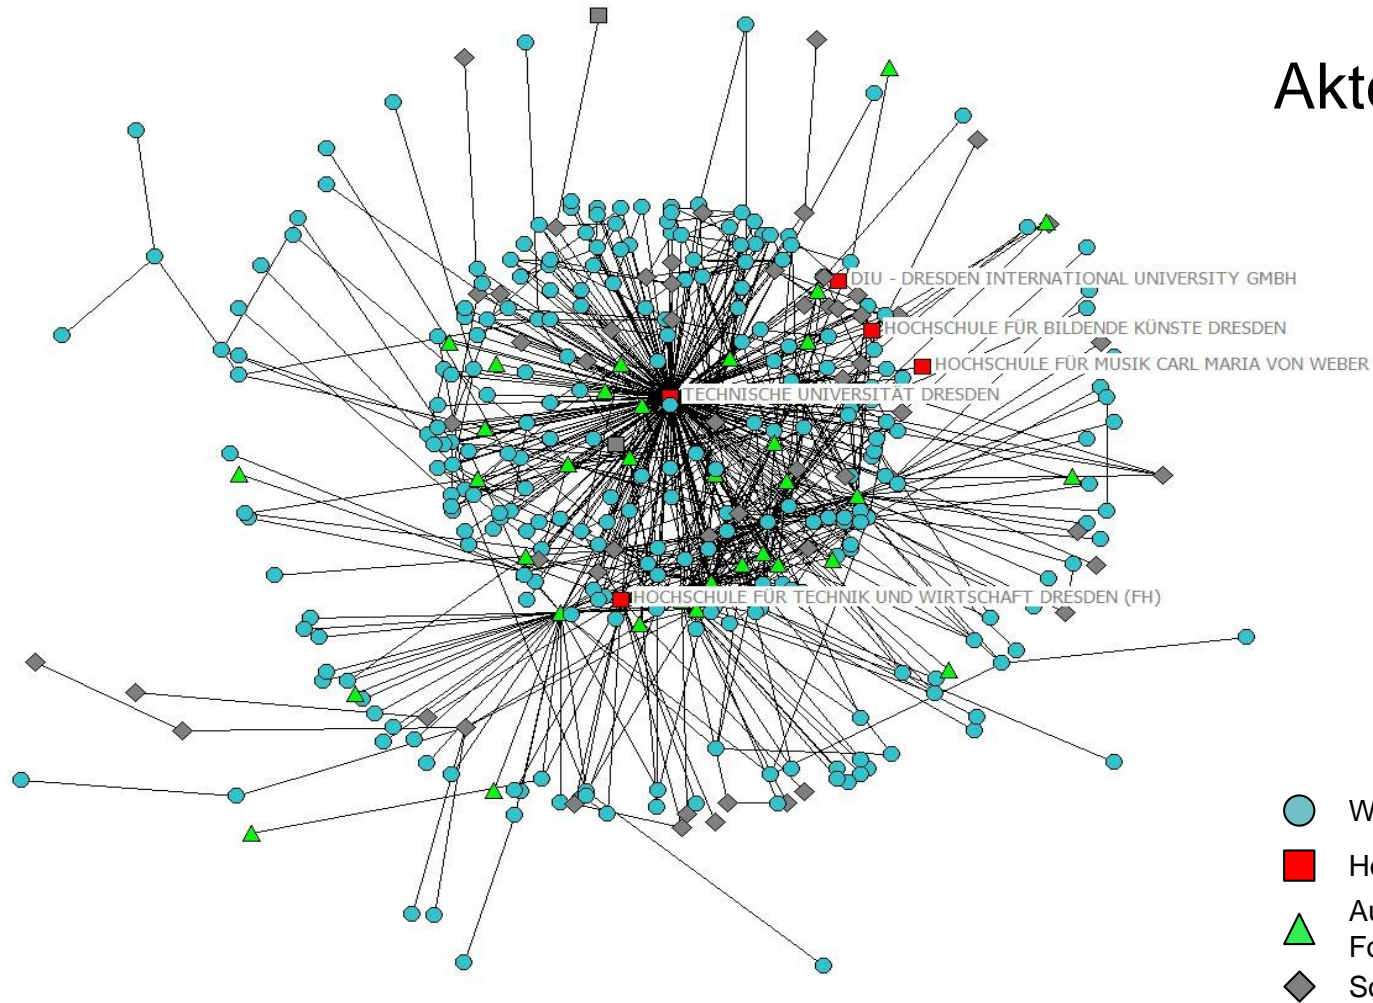 Akt
DIU - DRESDEN INTERNATIONAL UNIVERSITY GMBH
HOCHSCHULE FÜR BILDENDE KÜNSTE DRESDEN
HOCHSCHULE FÜR MUSIK CARL MARIA VON WEBER
TECHNISCHE UNIVERSITÄT DRESDEN
HOCHSCHULE FÜR TECHNIK UND WIRTSCHAFT DRESDEN (FH)
W
H
Au
Fo
So